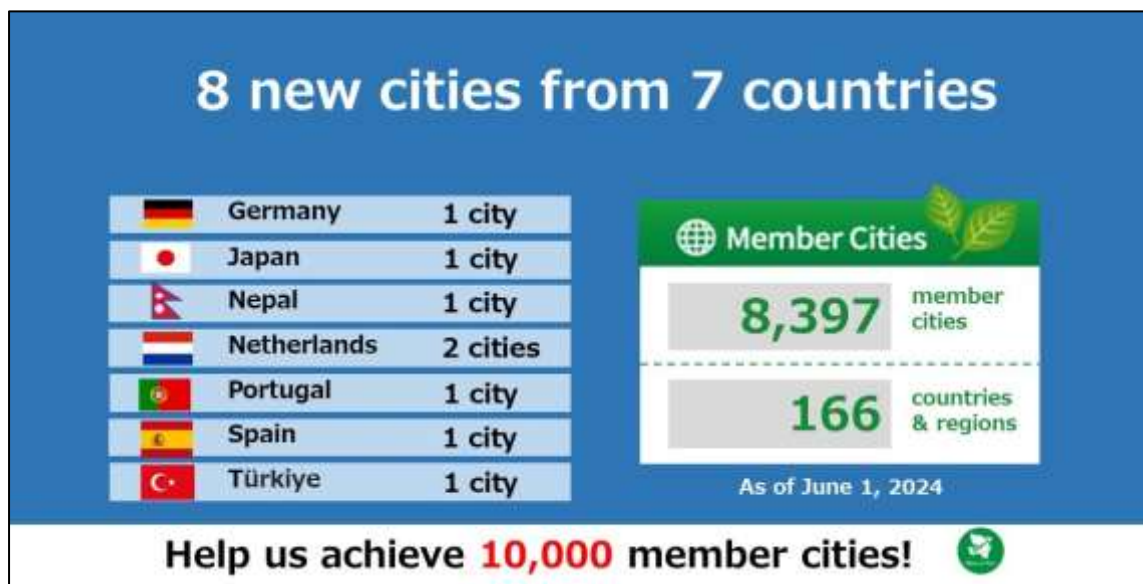 8 new cities from 7 countries
Germany 1 city
Japan 1 city
Nepal 1 city
Netherlands 2 cities
Portugal 1 city
Spain 1 city
Türkiye 1 city
Member Cities
8,397 member cities
166 countries & regions
As of June 1, 2024
Help us achieve 10,000 member cities!